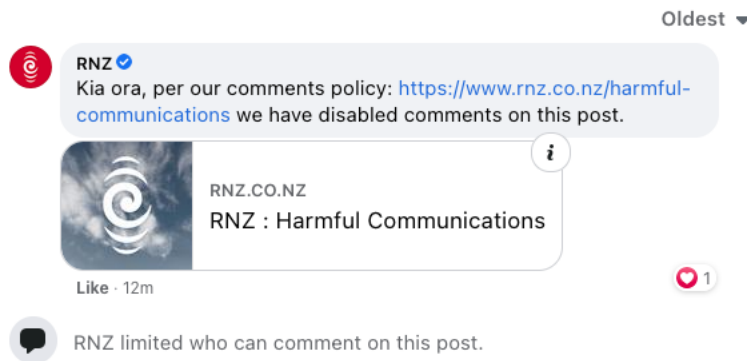 Oldest
RNZ
Kia ora, per our comments policy: https://www.rnz.co.nz/harmful-
communications we have disabled comments on this post.
i
RNZ.CO.NZ
RNZ : Harmful Communications
Like · 12m
1
RNZ limited who can comment on this post.